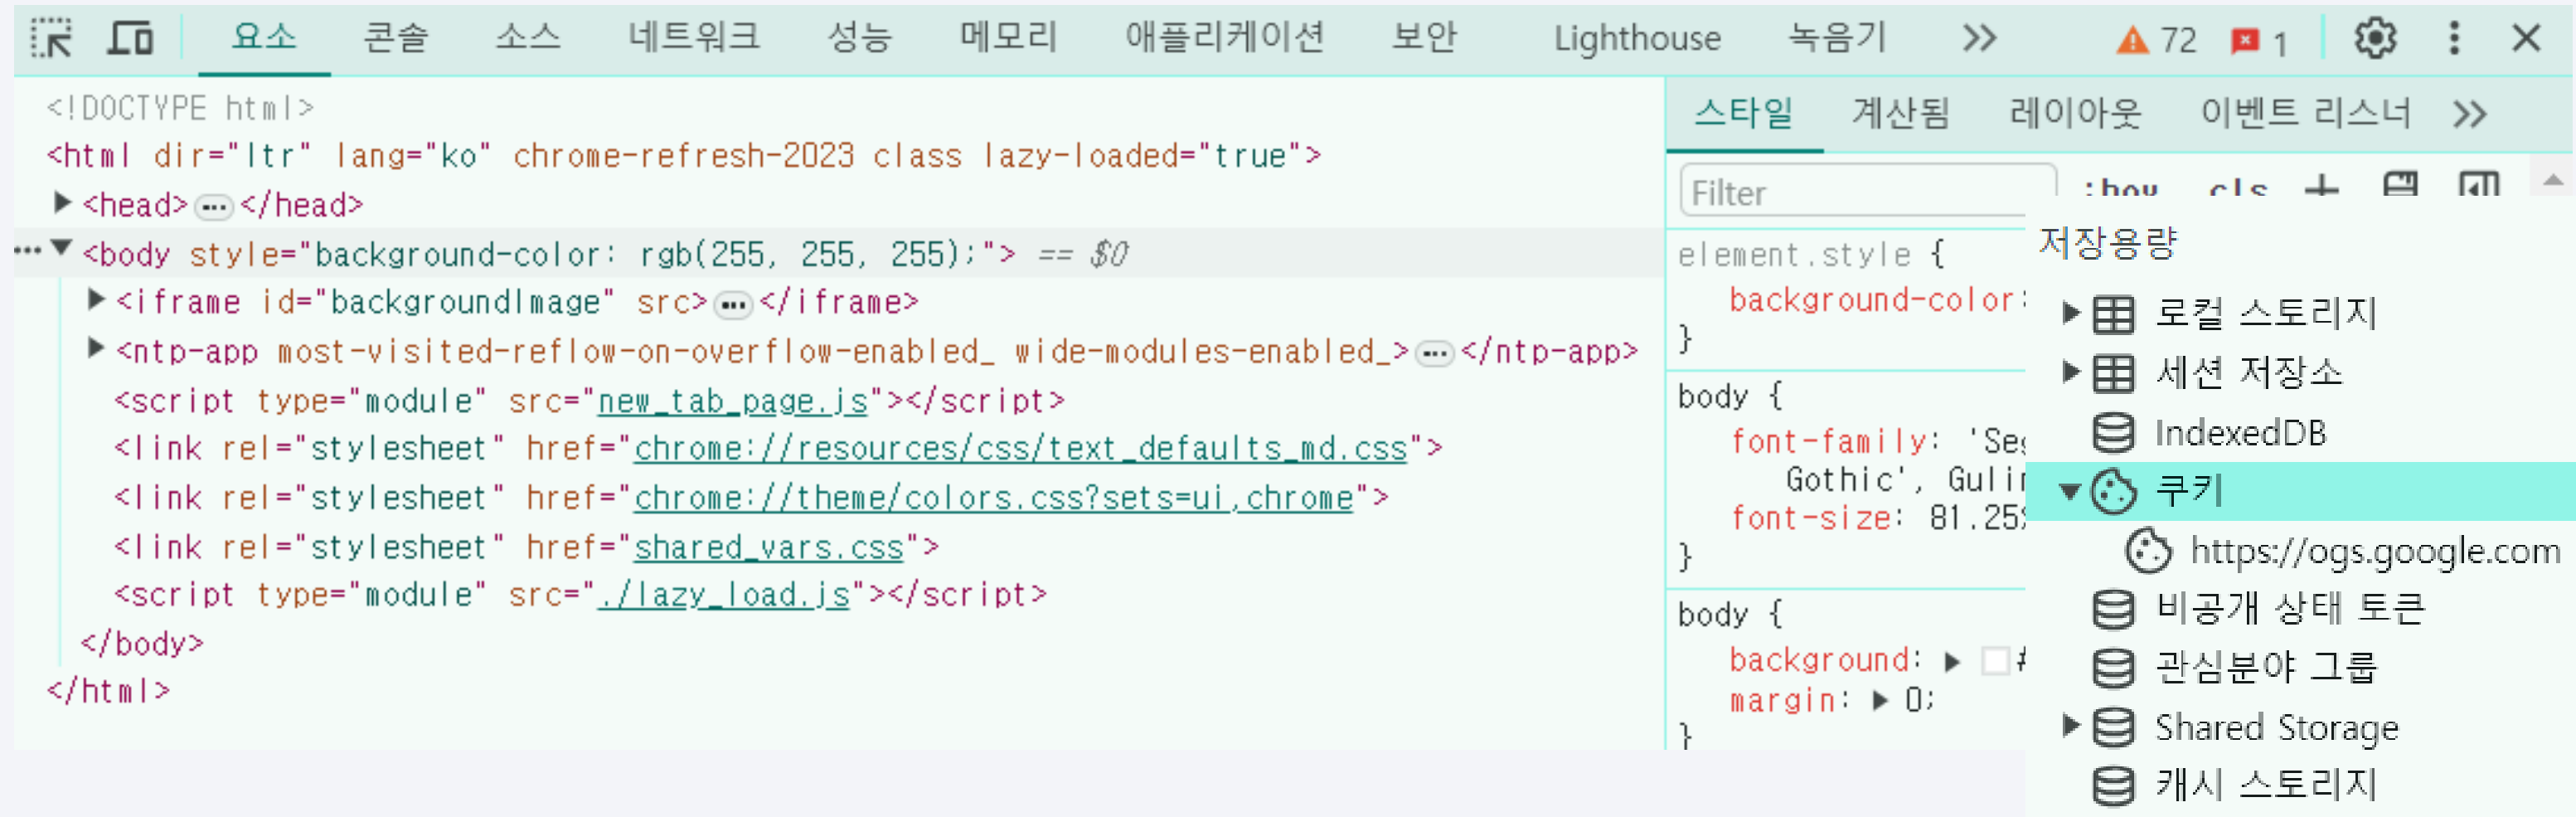 요소 콘솔 소스 네트워크 성능 메모리 애플리케이션 보안 Lighthouse 녹음기 72 1
<!DOCTYPE html>
<html dir="ltr" lang="ko" chrome-refresh-2023 class lazy-loaded="true">
<head>…</head>
<body style="background-color: rgb(255, 255, 255);"> == $0
<iframe id="backgroundImage" src>…</iframe>
<ntp-app most-visited-reflow-on-overflow-enabled_ wide-modules-enabled_>…</ntp-app>
<script type="module" src="new_tab_page.js"></script>
<link rel="stylesheet" href="chrome://resources/css/text_defaults_md.css">
<link rel="stylesheet" href="chrome://theme/colors.css?sets=ui,chrome">
<link rel="stylesheet" href="shared_vars.css">
<script type="module" src="./lazy_load.js"></script>
</body>
</html>
스타일 계산됨 레이아웃 이벤트 리스너
Filter :hov .cls
element.style {
background-color:
}
body {
font-family: 'Seg
Gothic', Gulim
font-size: 81.25%
}
body {
background: #
margin: 0;
}
저장용량
로컬 스토리지
세션 저장소
IndexedDB
쿠키
https://ogs.google.com
비공개 상태 토큰
관심분야 그룹
Shared Storage
캐시 스토리지